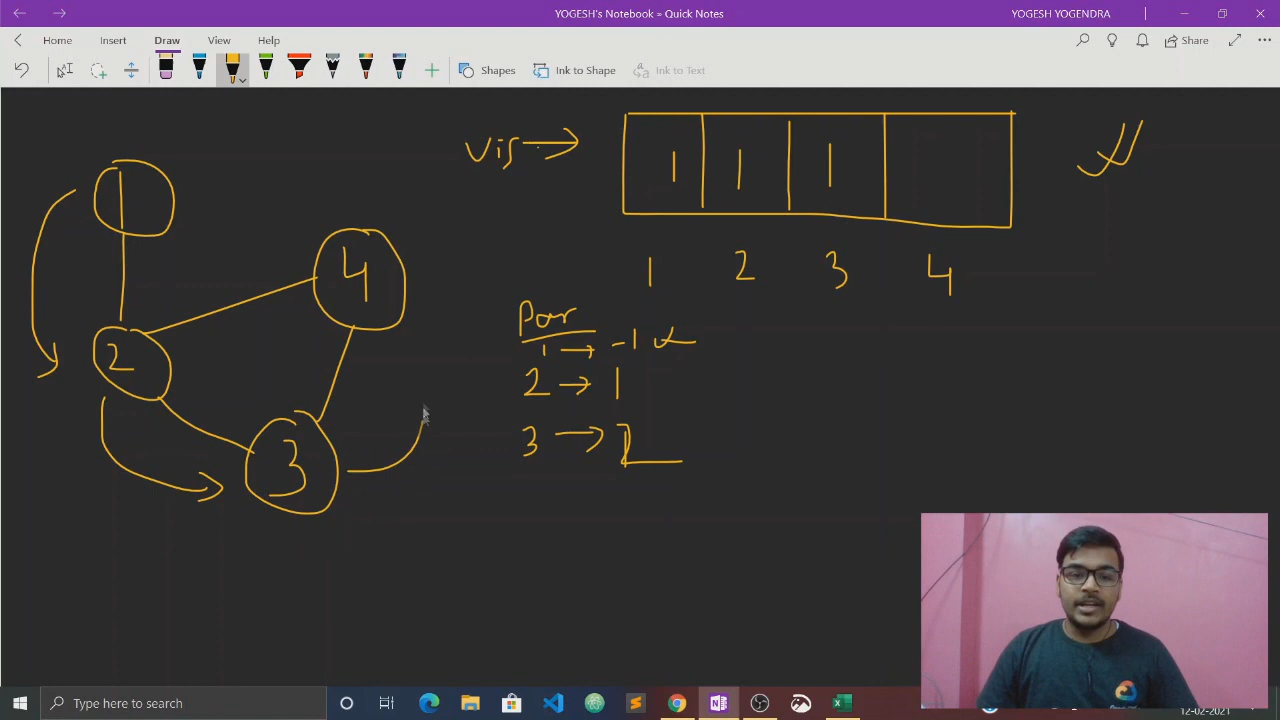 YOGESH's Notebook » Quick Notes
YOGESH YOGENDRA
Home Insert Draw View Help
Share
Shapes
Ink to Shape
Ink to Text
vis →
1 1 1
1 2 3 4
1
4
2
3
Par
1 → -1
2 → 1
3 → 2
Type here to search
12-02-2021